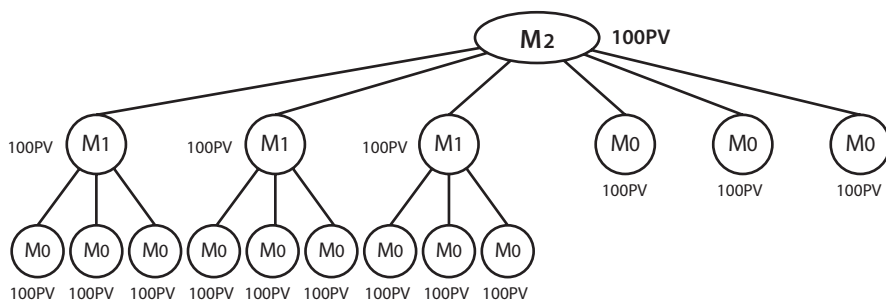 M2 100PV
100PV M1 100PV M1 100PV M1 M0 M0 M0
100PV 100PV 100PV
M0 M0 M0 M0 M0 M0 M0 M0 M0
100PV 100PV 100PV 100PV 100PV 100PV 100PV 100PV 100PV